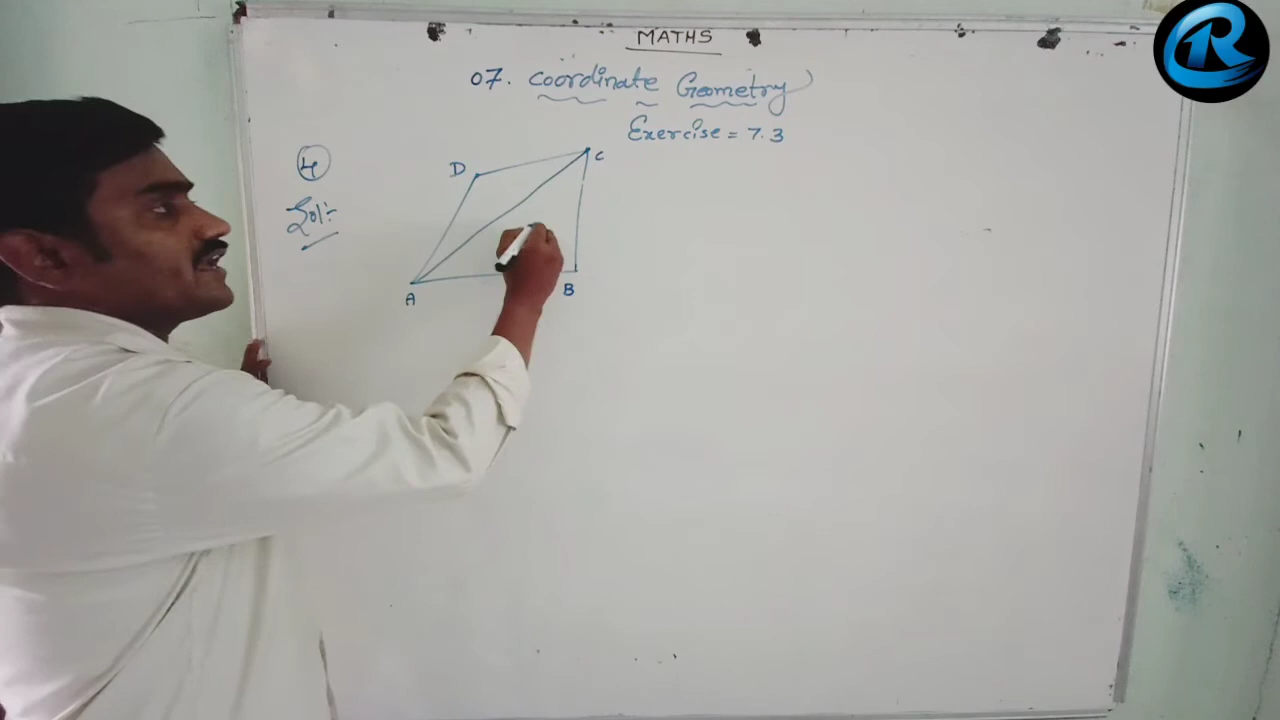 MATHS
07. Coordinate Geometry
Exercise = 7.3
4
Sol:-
D
C
A
B
R